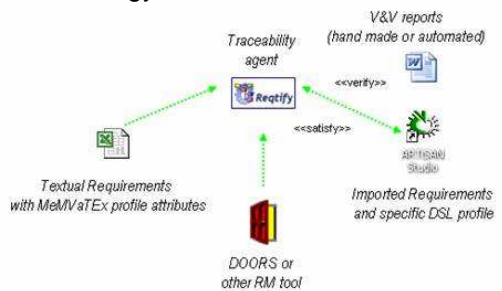 V&V reports
(hand made or automated)
Traceability
agent
Reqtify
<<verify>>
<<satisfy>>
ARTiSAN
Studio
Textual Requirements
with MeMVaTEx profile attributes
Imported Requirements
and specific DSL profile
DOORS or
other RM tool